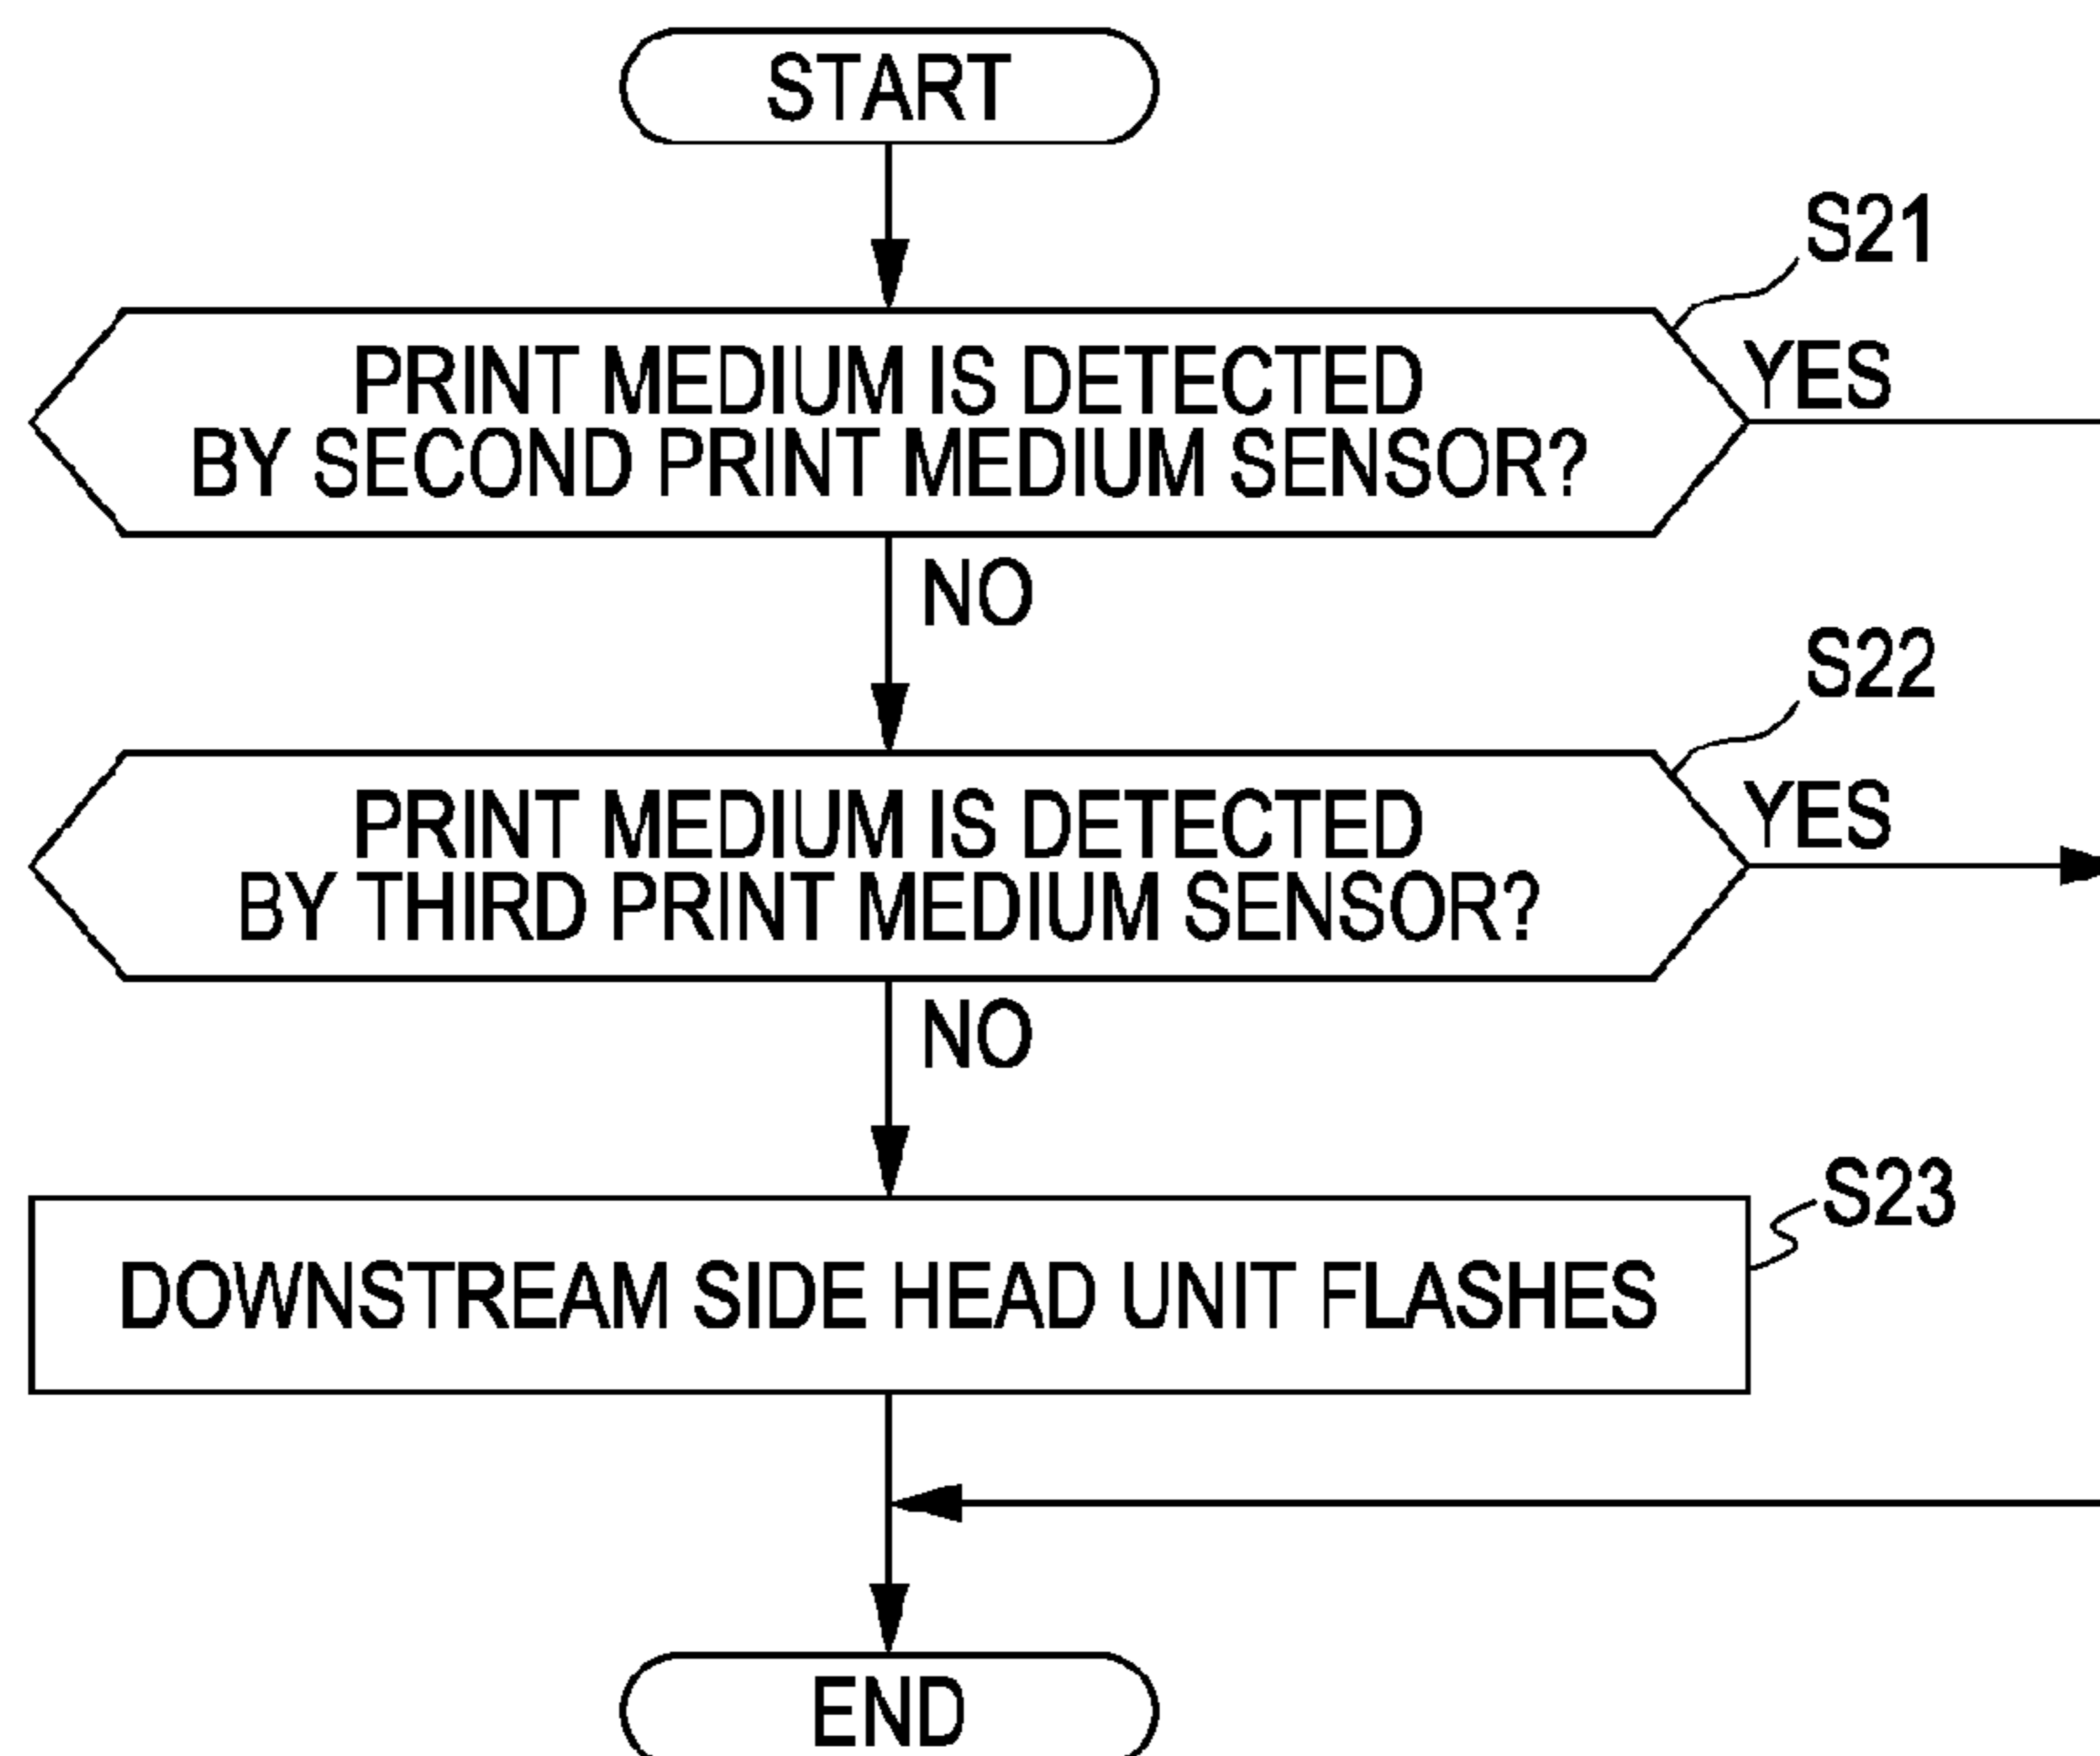 START
S21
PRINT MEDIUM IS DETECTED
BY SECOND PRINT MEDIUM SENSOR?
YES
NO
S22
PRINT MEDIUM IS DETECTED
BY THIRD PRINT MEDIUM SENSOR?
YES
NO
S23
DOWNSTREAM SIDE HEAD UNIT FLASHES
END